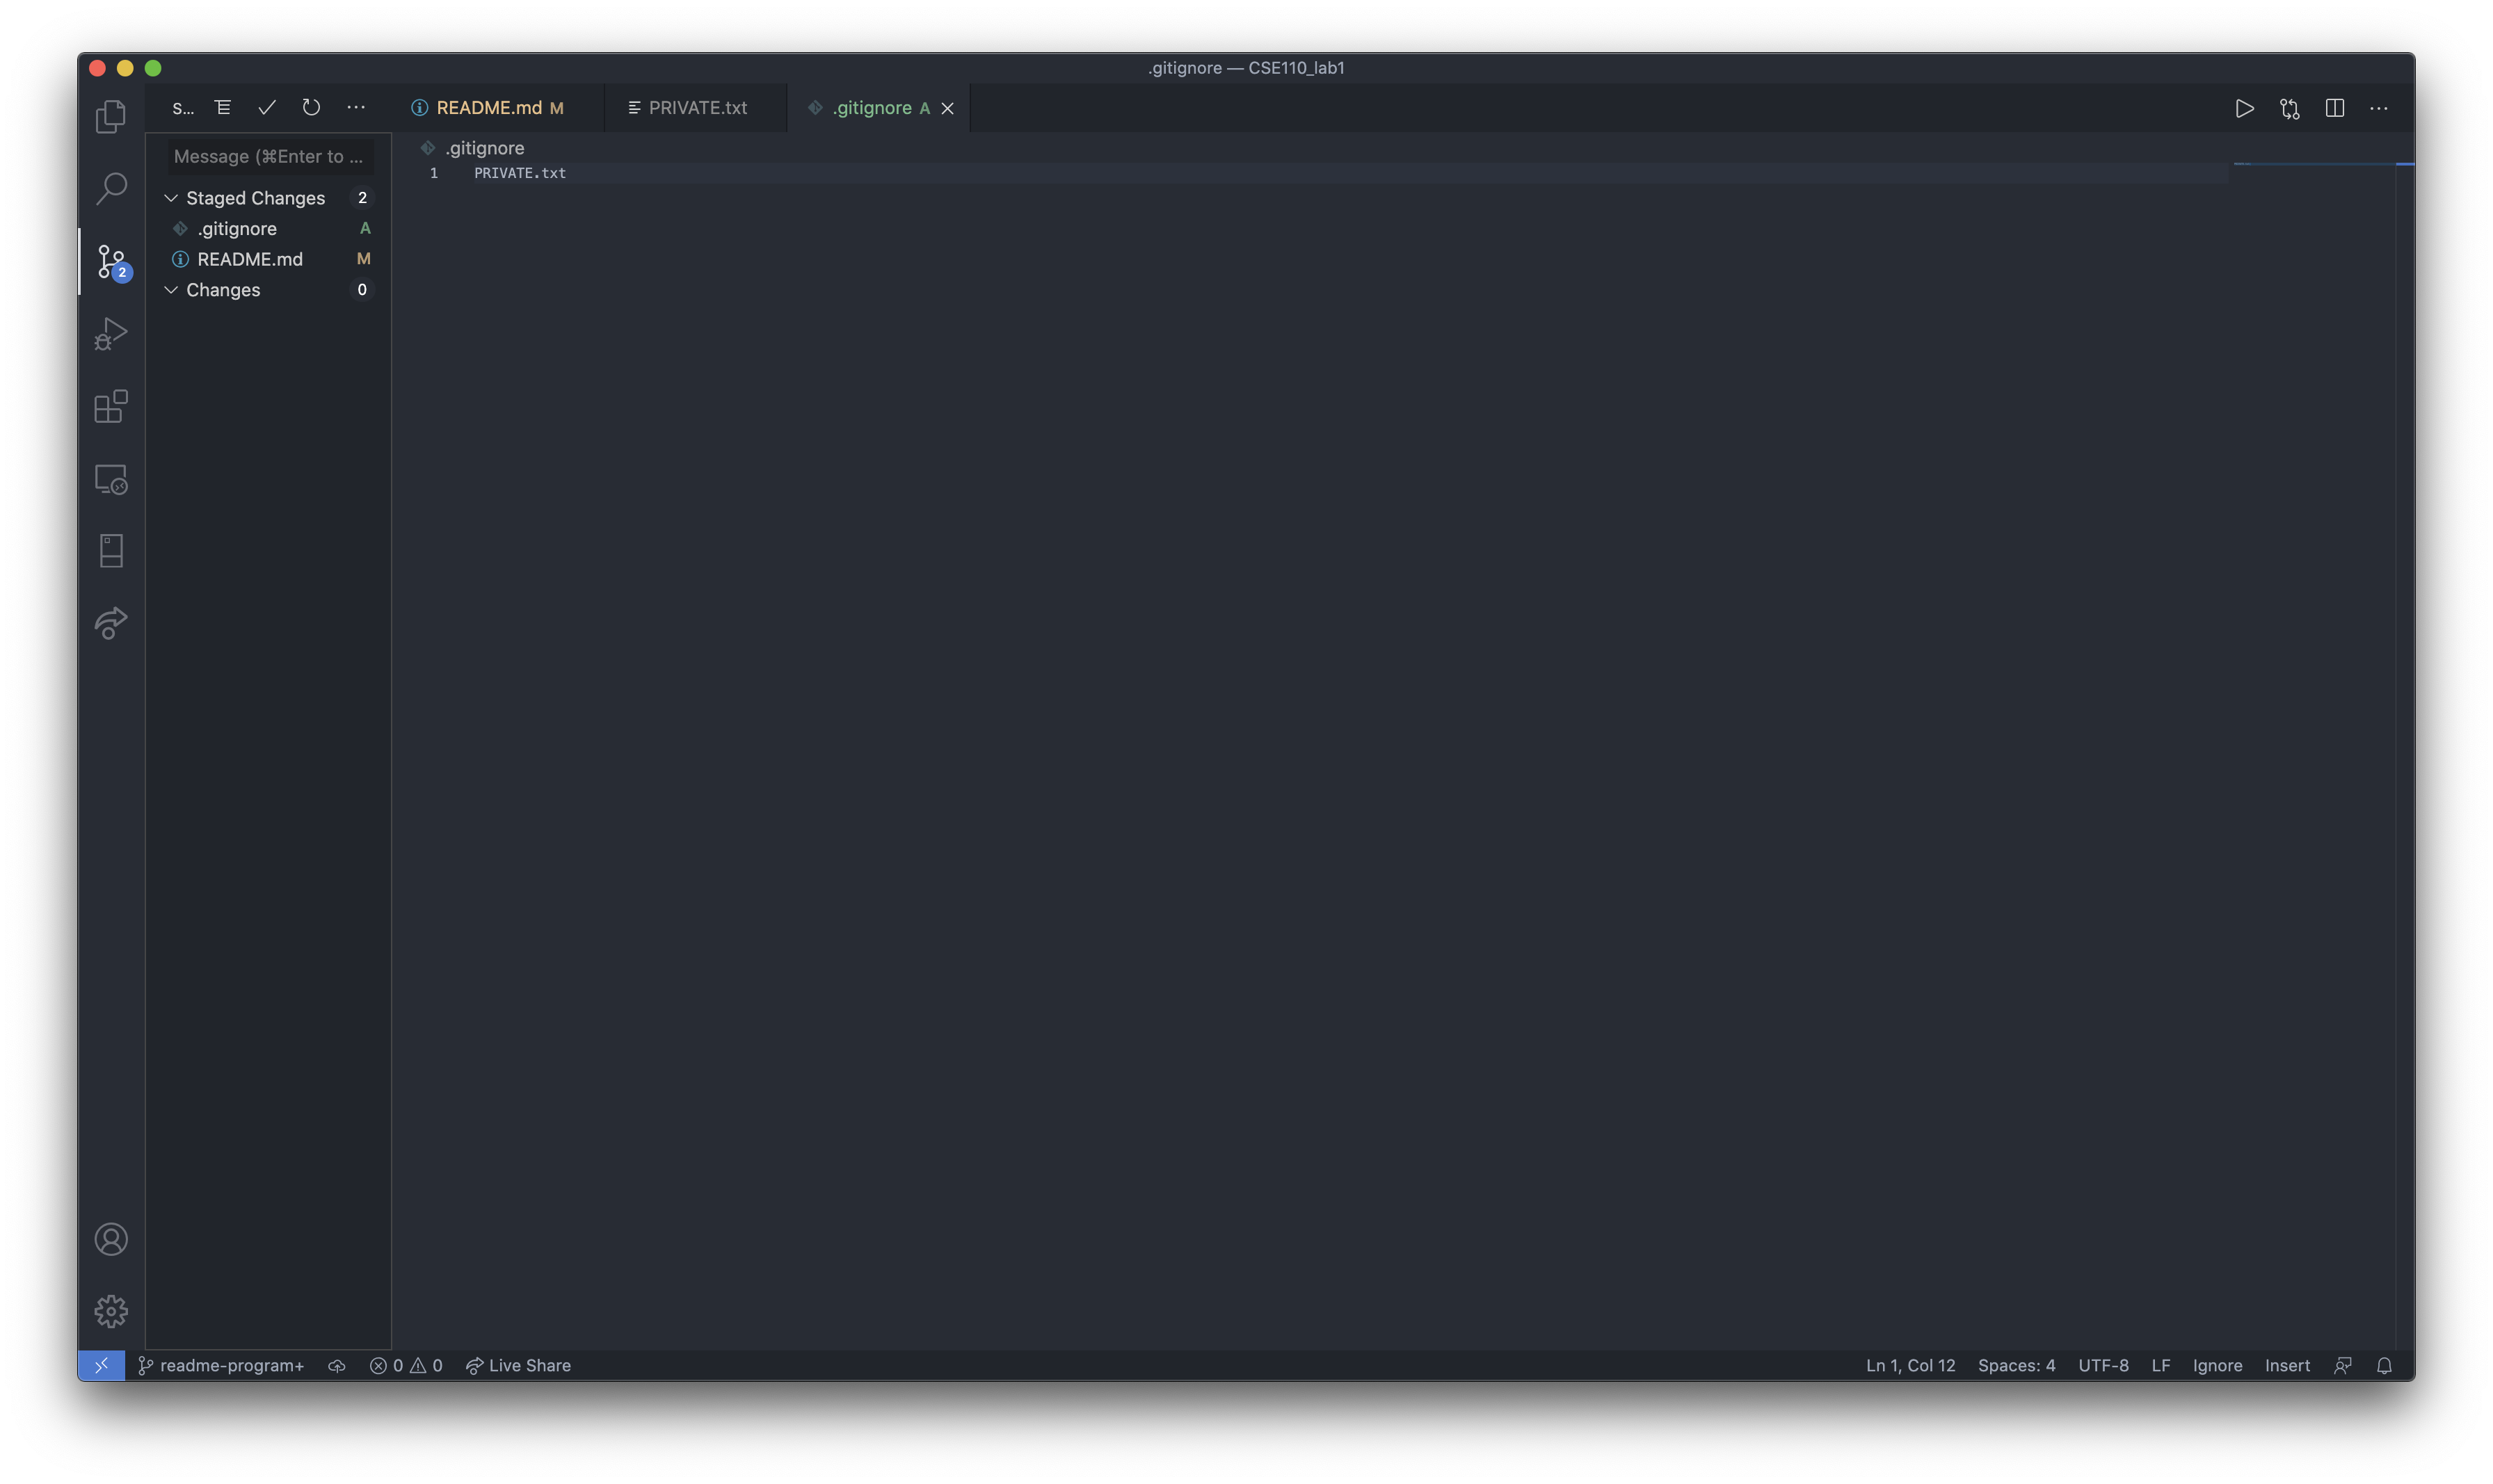 .gitignore — CSE110_lab1
S...
README.md M
PRIVATE.txt
.gitignore A
Message (⌘Enter to ...
Staged Changes 2
.gitignore A
README.md M
Changes 0
2
.gitignore
1 PRIVATE.txt
readme-program+
0 0
Live Share
Ln 1, Col 12
Spaces: 4
UTF-8
LF
Ignore
Insert